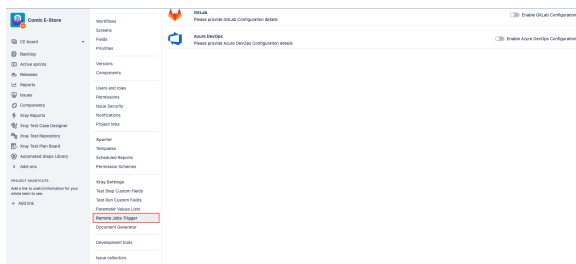 Comic E-Store
CE board
Backlog
Active sprints
Releases
Reports
Issues
Components
Xray Reports
Xray Test Case Designer
Xray Test Repository
Xray Test Plan Board
Automated Steps Library
Add-ons
PROJECT SHORTCUTS
Add a link to useful information for your
whole team to see.
+ Add link
Workflows
Screens
Fields
Priorities
Versions
Components
Users and roles
Permissions
Issue Security
Notifications
Project links
Xporter
Templates
Scheduled Reports
Permission Schemes
Xray Settings
Test Step Custom Fields
Test Run Custom Fields
Parameter Values Lists
Remote Jobs Trigger
Document Generator
Development tools
Issue collectors
GitLab
Please provide GitLab Configuration details
Enable GitLab Configuration
Azure DevOps
Please provide Azure DevOps Configuration details
Enable Azure DevOps Configuration